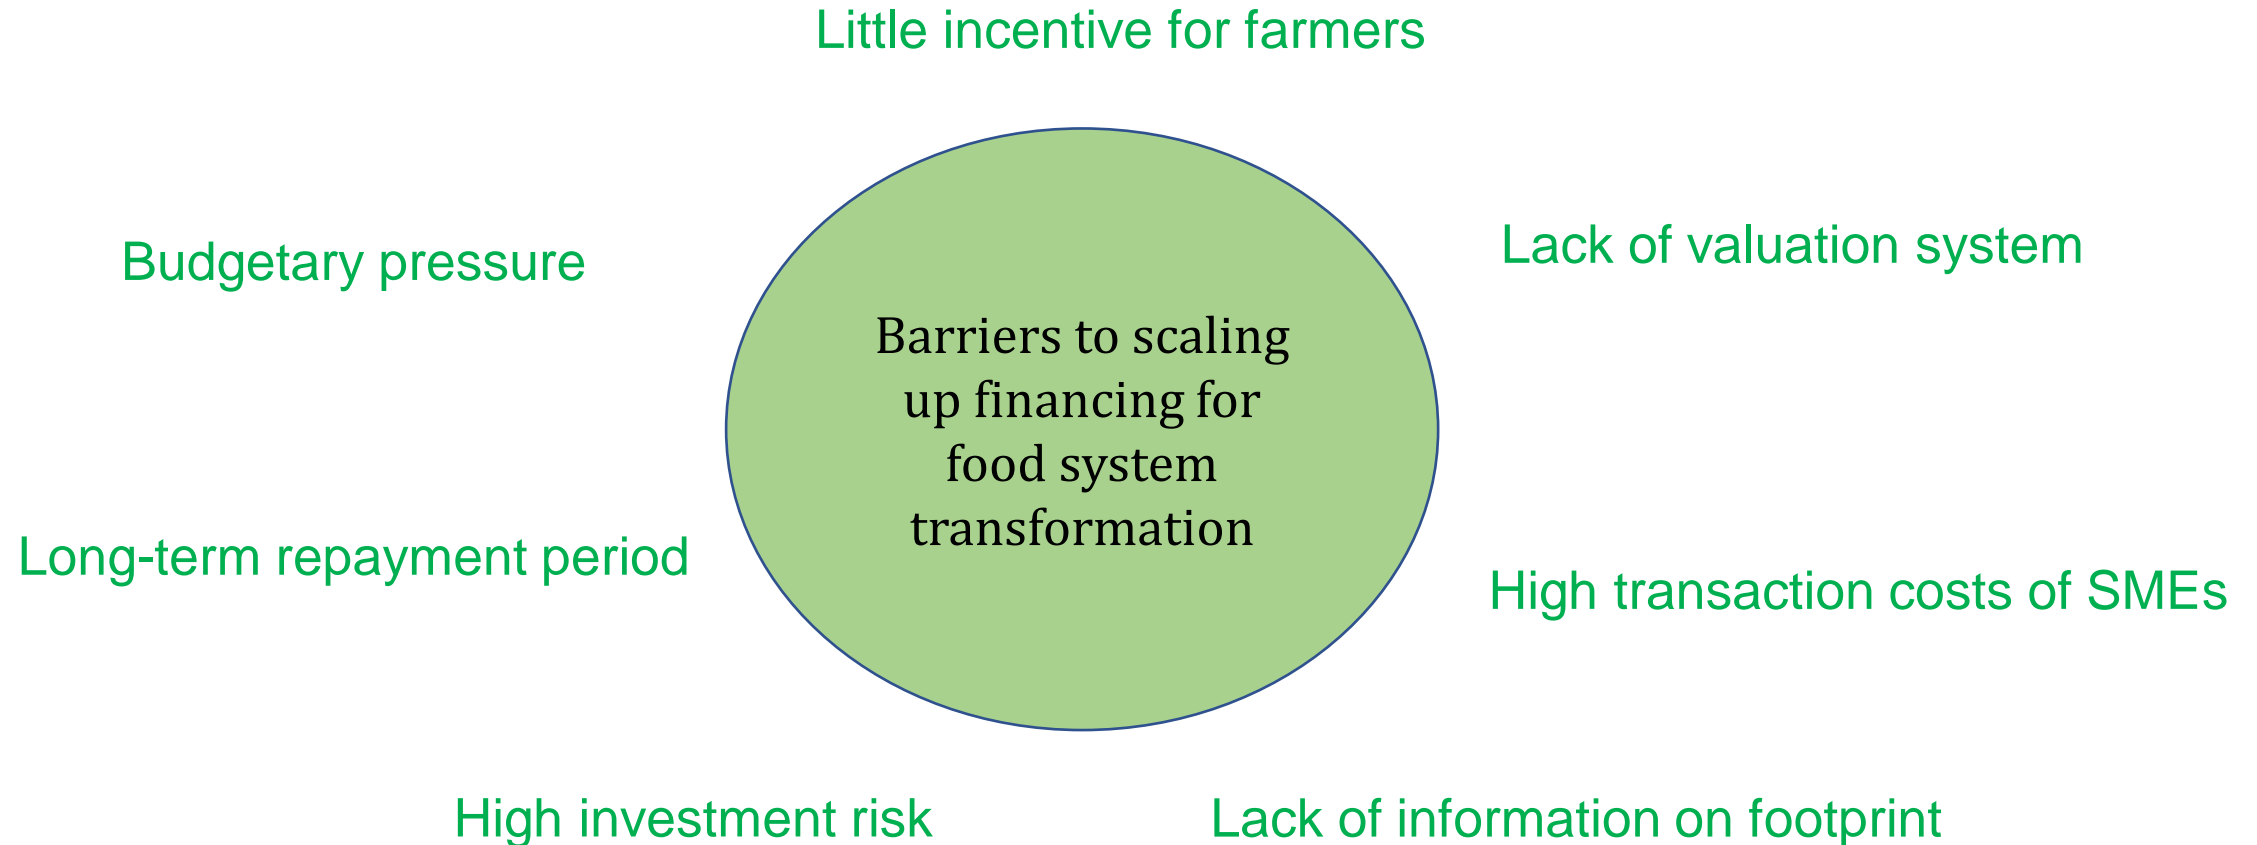 Little incentive for farmers
Budgetary pressure
Lack of valuation system
Barriers to scaling
up financing for
food system
transformation
Long-term repayment period
High transaction costs of SMEs
High investment risk
Lack of information on footprint